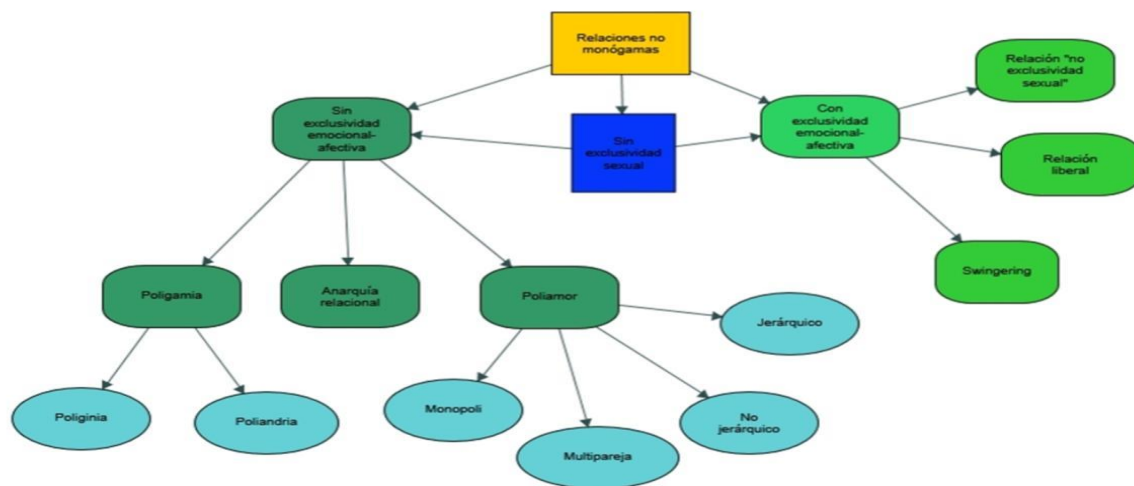 Relaciones no
monógamas
Relación "no
exclusividad
sexual"
Sin
exclusividad
emocional-
afectiva
Sin
exclusividad
sexual
Con
exclusividad
emocional-
afectiva
Relación
liberal
Swingering
Poligamia
Anarquía
relacional
Poliamor
Jerárquico
Poliginia
Poliandria
Monopoli
Multipareja
No
jerárquico